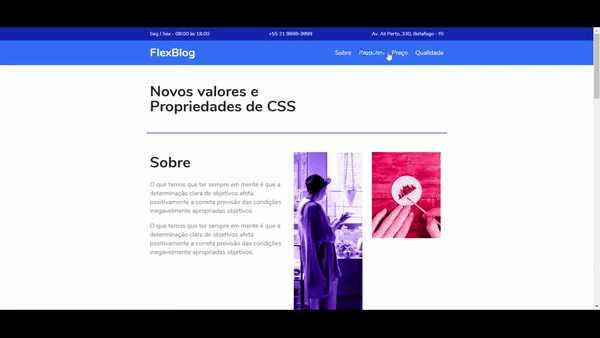 Seg / Sex - 08:00 às 18:00
+55 21 9999-9999
Av. Ali Perto, 330, Botafogo - RJ
FlexBlog
Sobre
Produtos
Preço
Qualidade
Novos valores e
Propriedades de CSS
Sobre
O que temos que ter sempre em mente é que a
determinação clara de objetivos afeta
positivamente a correta previsão das condições
inegavelmente apropriadas objetivos.
O que temos que ter sempre em mente é que a
determinação clara de objetivos afeta
positivamente a correta previsão das condições
inegavelmente apropriadas objetivos.